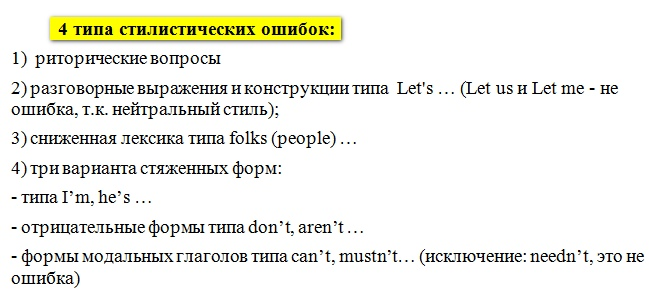 4 типа стилистических ошибок:
1) риторические вопросы
2) разговорные выражения и конструкции типа Let's … (Let us и Let me - не
ошибка, т.к. нейтральный стиль);
3) сниженная лексика типа folks (people) …
4) три варианта стяженных форм:
- типа I’m, he’s …
- отрицательные формы типа don’t, aren’t …
- формы модальных глаголов типа can’t, mustn’t… (исключение: needn’t, это не
ошибка)